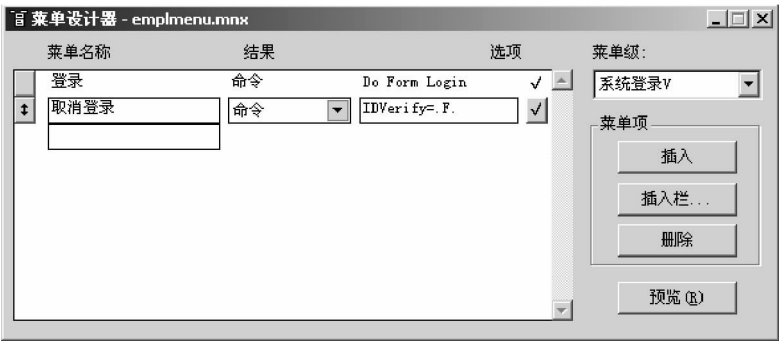 菜单设计器 - emplmenu.mnx
菜单名称 结果 选项 菜单级:
登录 命令 Do Form Login 系统登录V
取消登录 命令 IDVerify=.F.
菜单项
插入
插入栏...
删除
预览(R)